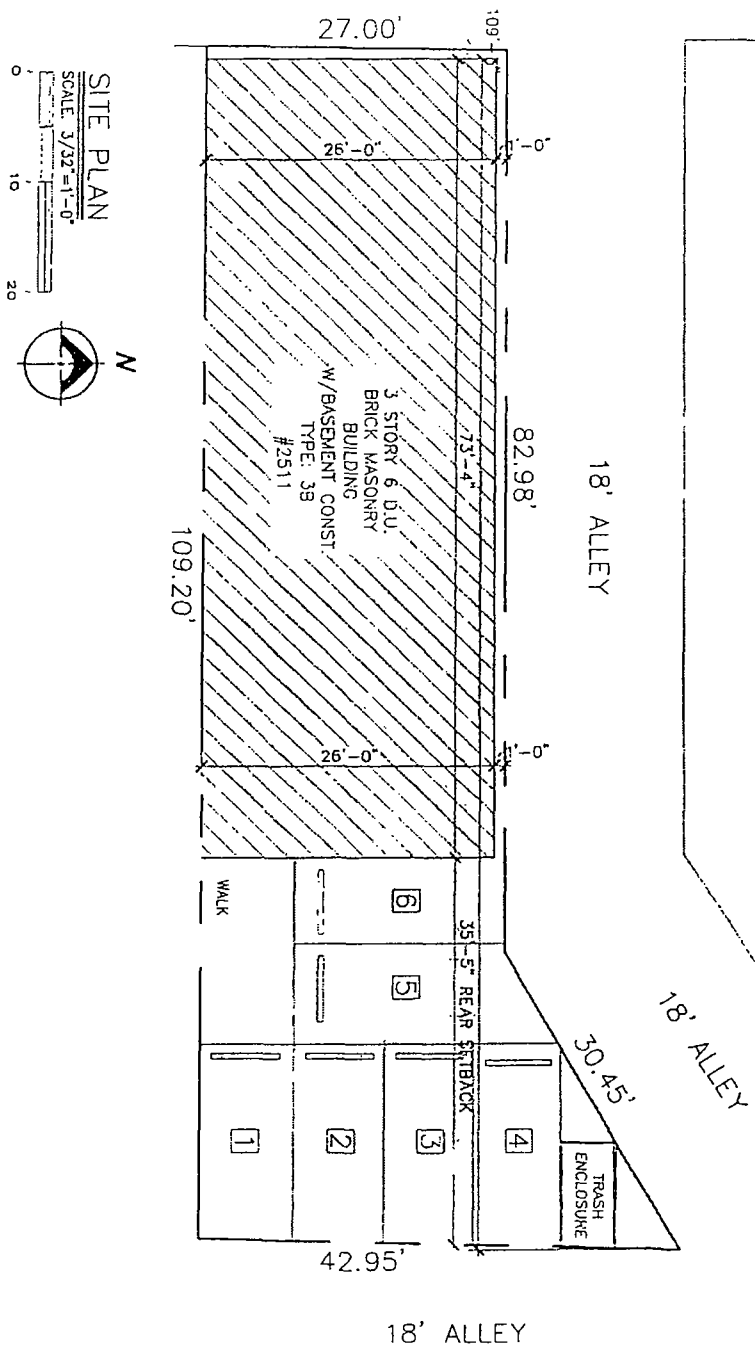 27.00'
109'-0"
26'-0"
1'-0"
SITE PLAN
SCALE: 3/32"=1'-0"
0
10
20
N
3 STORY 6 D.U.
BRICK MASONRY
BUILDING
W/BASEMENT CONST.
TYPE: 3B
#2511
73'-4"
82.98'
18' ALLEY
109.20'
26'-0"
1'-0"
WALK
6
5
35'-5" REAR SETBACK
18' ALLEY
30.45'
1
2
3
4
TRASH
ENCLOSURE
42.95'
18' ALLEY